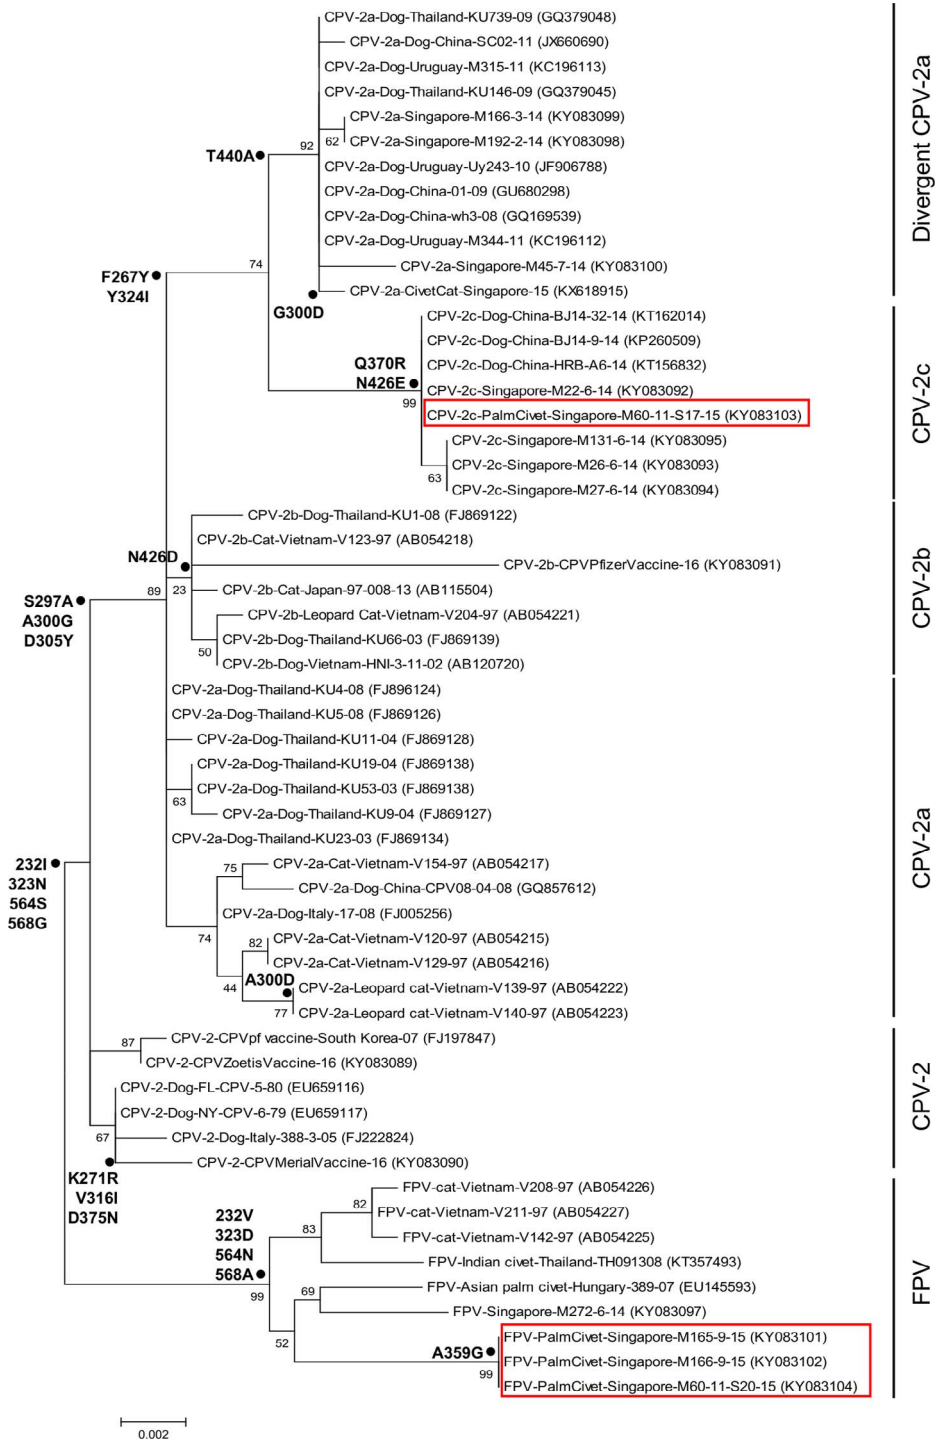 CPV-2a-Dog-Thailand-KU739-09 (GQ379048)
CPV-2a-Dog-China-SC02-11 (JX660690)
CPV-2a-Dog-Uruguay-M315-11 (KC196113)
CPV-2a-Dog-Thailand-KU146-09 (GQ379045)
CPV-2a-Singapore-M166-3-14 (KY083099)
62
CPV-2a-Singapore-M192-2-14 (KY083098)
92
T440A
CPV-2a-Dog-Uruguay-Uy243-10 (JF906788)
CPV-2a-Dog-China-01-09 (GU680298)
CPV-2a-Dog-China-wh3-08 (GQ169539)
CPV-2a-Dog-Uruguay-M344-11 (KC196112)
74
CPV-2a-Singapore-M45-7-14 (KY083100)
F267Y
Y324I
CPV-2a-CivetCat-Singapore-15 (KX618915)
G300D
Divergent CPV-2a
CPV-2c-Dog-China-BJ14-32-14 (KT162014)
CPV-2c-Dog-China-BJ14-9-14 (KP260509)
CPV-2c-Dog-China-HRB-A6-14 (KT156832)
Q370R
N426E
99
CPV-2c-Singapore-M22-6-14 (KY083092)
CPV-2c-PalmCivet-Singapore-M60-11-S17-15 (KY083103)
CPV-2c-Singapore-M131-6-14 (KY083095)
CPV-2c-Singapore-M26-6-14 (KY083093)
63
CPV-2c-Singapore-M27-6-14 (KY083094)
CPV-2c
CPV-2b-Dog-Thailand-KU1-08 (FJ869122)
CPV-2b-Cat-Vietnam-V123-97 (AB054218)
N426D
CPV-2b-CPVPfizerVaccine-16 (KY083091)
89
23
CPV-2b-Cat-Japan-97-008-13 (AB115504)
S297A
A300G
D305Y
CPV-2b-Leopard Cat-Vietnam-V204-97 (AB054221)
CPV-2b-Dog-Thailand-KU66-03 (FJ869139)
50
CPV-2b-Dog-Vietnam-HNI-3-11-02 (AB120720)
CPV-2b
CPV-2a-Dog-Thailand-KU4-08 (FJ896124)
CPV-2a-Dog-Thailand-KU5-08 (FJ869126)
CPV-2a-Dog-Thailand-KU11-04 (FJ869128)
CPV-2a-Dog-Thailand-KU19-04 (FJ869138)
CPV-2a-Dog-Thailand-KU53-03 (FJ869138)
63
CPV-2a-Dog-Thailand-KU9-04 (FJ869127)
CPV-2a-Dog-Thailand-KU23-03 (FJ869134)
CPV-2a-Cat-Vietnam-V154-97 (AB054217)
75
CPV-2a-Dog-China-CPV08-04-08 (GQ857612)
CPV-2a-Dog-Italy-17-08 (FJ005256)
74
CPV-2a-Cat-Vietnam-V120-97 (AB054215)
82
CPV-2a-Cat-Vietnam-V129-97 (AB054216)
A300D
44
CPV-2a-Leopard cat-Vietnam-V139-97 (AB054222)
77
CPV-2a-Leopard cat-Vietnam-V140-97 (AB054223)
CPV-2a
232I
323N
564S
568G
CPV-2-CPVpf vaccine-South Korea-07 (FJ197847)
87
CPV-2-CPVZoetisVaccine-16 (KY083089)
CPV-2-Dog-FL-CPV-5-80 (EU659116)
CPV-2-Dog-NY-CPV-6-79 (EU659117)
67
CPV-2-Dog-Italy-388-3-05 (FJ222824)
CPV-2-CPVMerialVaccine-16 (KY083090)
K271R
V316I
D375N
CPV-2
FPV-cat-Vietnam-V208-97 (AB054226)
82
FPV-cat-Vietnam-V211-97 (AB054227)
83
FPV-cat-Vietnam-V142-97 (AB054225)
FPV-Indian civet-Thailand-TH091308 (KT357493)
232V
323D
564N
568A
99
FPV-Asian palm civet-Hungary-389-07 (EU145593)
69
FPV-Singapore-M272-6-14 (KY083097)
52
FPV-PalmCivet-Singapore-M165-9-15 (KY083101)
A359G
FPV-PalmCivet-Singapore-M166-9-15 (KY083102)
99
FPV-PalmCivet-Singapore-M60-11-S20-15 (KY083104)
FPV
0.002